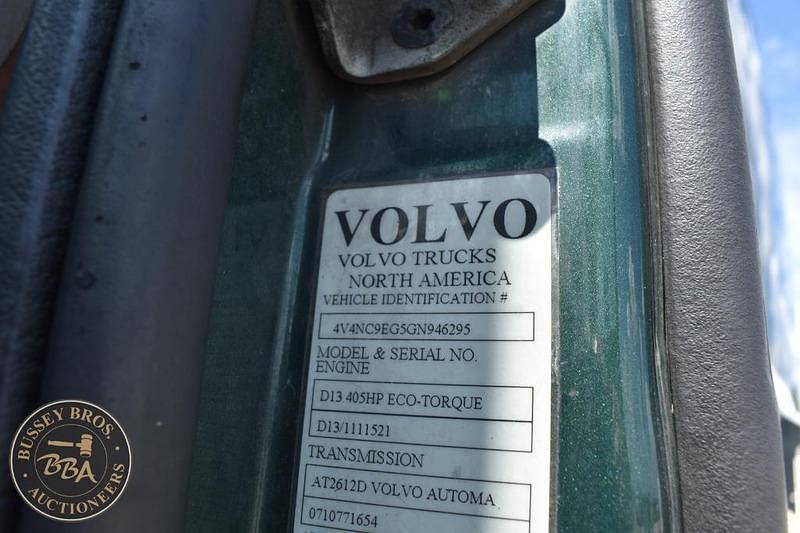 VOLVO
VOLVO TRUCKS
NORTH AMERICA
VEHICLE IDENTIFICATION #
4V4NC9EG5GN946295
MODEL & SERIAL NO.
ENGINE
D13 405HP ECO-TORQUE
D13/1111521
TRANSMISSION
AT2612D VOLVO AUTOMA
0710771654
BUSSEY BROS.
BBA
AUCTIONEERS